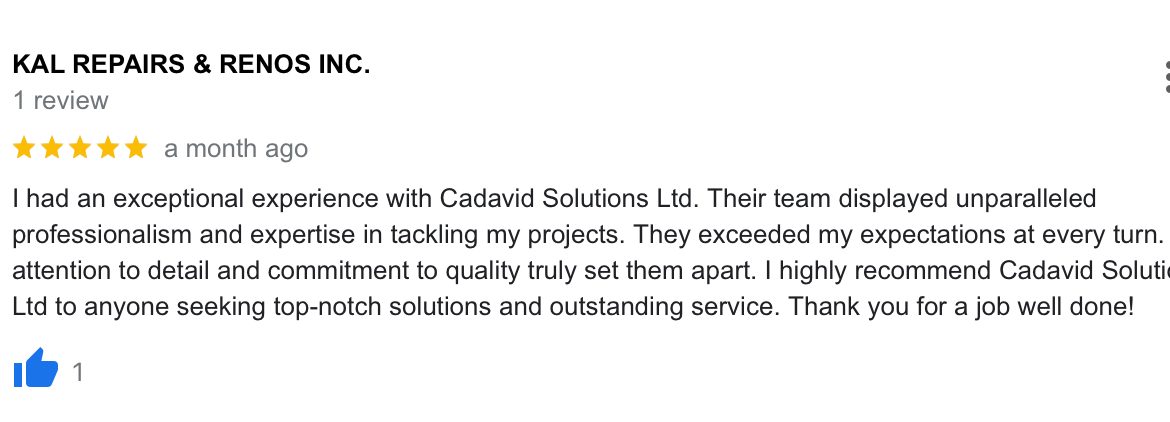 KAL REPAIRS & RENOS INC.
1 review
a month ago
I had an exceptional experience with Cadavid Solutions Ltd. Their team displayed unparalleled
professionalism and expertise in tackling my projects. They exceeded my expectations at every turn.
attention to detail and commitment to quality truly set them apart. I highly recommend Cadavid
Ltd to anyone seeking top-notch solutions and outstanding service. Thank you for a job well done!
1